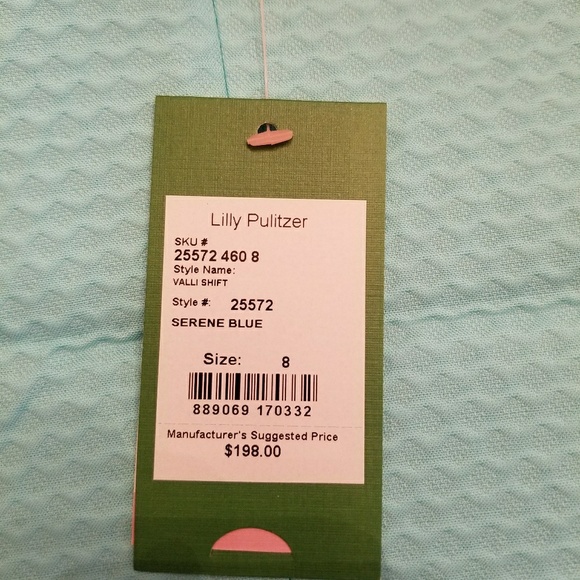 Lilly Pulitzer
SKU #
25572 460 8
Style Name:
VALLI SHIFT
Style #: 25572
SERENE BLUE
Size: 8
889069 170332
Manufacturer's Suggested Price
$198.00